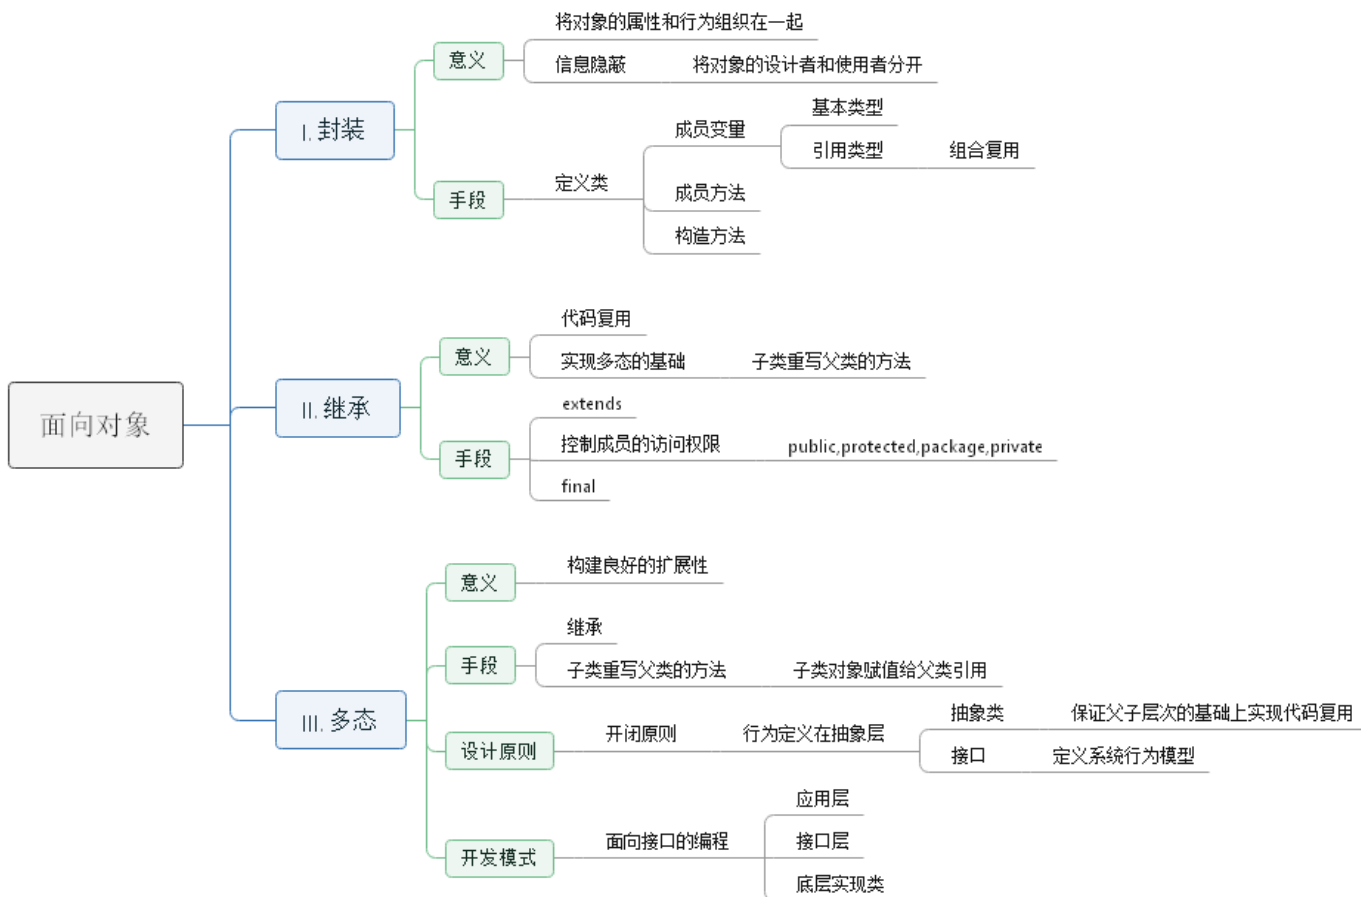 面向对象
I. 封装
意义
将对象的属性和行为组织在一起
信息隐蔽
将对象的设计者和使用者分开
手段
定义类
成员变量
基本类型
引用类型
组合复用
成员方法
构造方法
II. 继承
意义
代码复用
实现多态的基础
子类重写父类的方法
手段
extends
控制成员的访问权限
public,protected,package,private
final
III. 多态
意义
构建良好的扩展性
手段
继承
子类重写父类的方法
子类对象赋值给父类引用
设计原则
开闭原则
行为定义在抽象层
抽象类
保证父子层次的基础上实现代码复用
接口
定义系统行为模型
开发模式
面向接口的编程
应用层
接口层
底层实现类